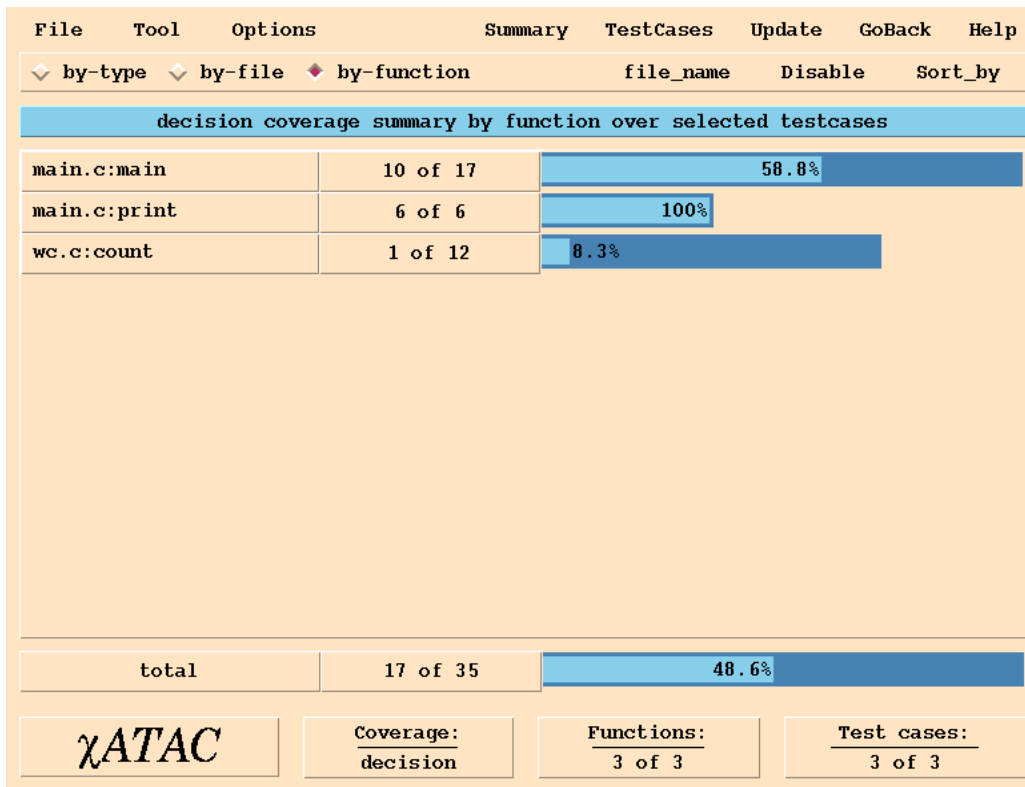 File Tool Options Summary TestCases Update GoBack Help
by-type by-file by-function file_name Disable Sort_by
decision coverage summary by function over selected testcases
main.c:main 10 of 17 58.8%
main.c:print 6 of 6 100%
wc.c:count 1 of 12 8.3%
total 17 of 35 48.6%
χATAC
Coverage:
decision
Functions:
3 of 3
Test cases:
3 of 3